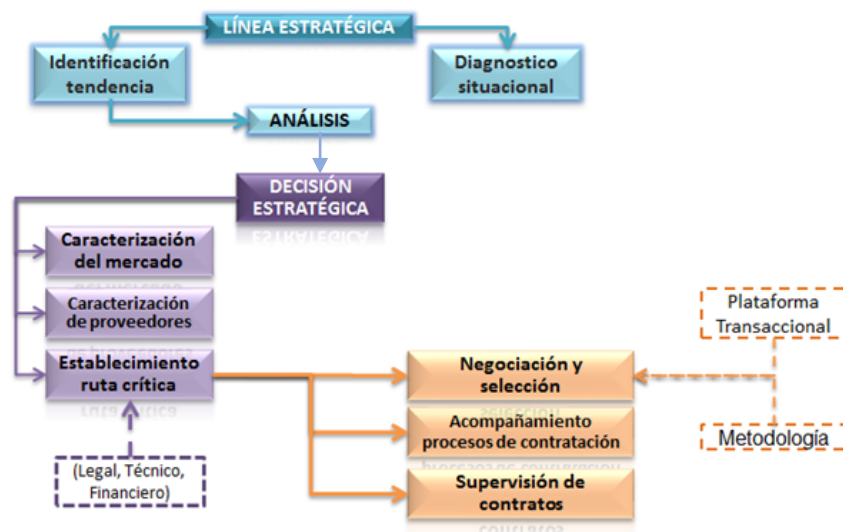 LÍNEA ESTRATÉGICA
Identificación
tendencia
Diagnostico
situacional
ANÁLISIS
DECISIÓN
ESTRATÉGICA
Caracterización
del mercado
Caracterización
de proveedores
Establecimiento
ruta crítica
(Legal, Técnico,
Financiero)
Negociación y
selección
Acompañamiento
procesos de contratación
Supervisión de
contratos
Plataforma
Transaccional
Metodología